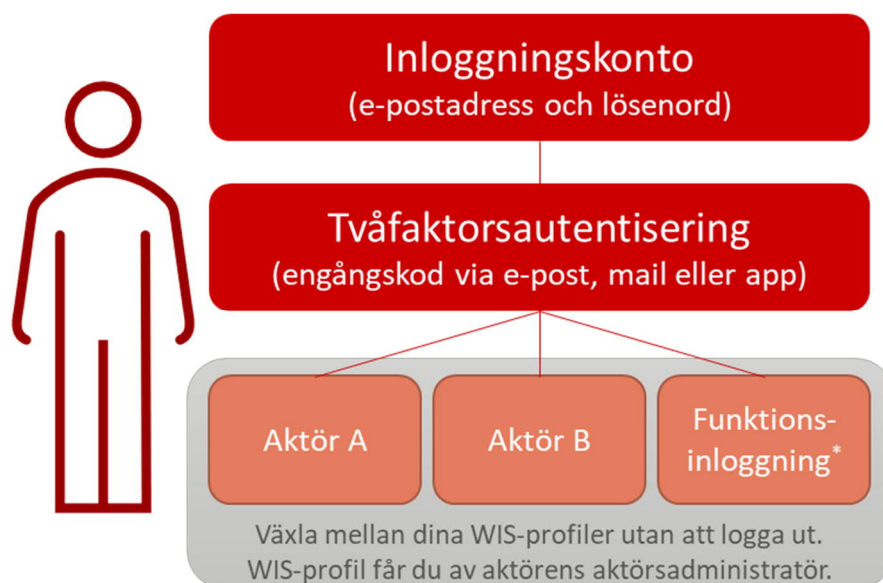 Inloggningskonto
(e-postadress och lösenord)
Tvåfaktorsautentisering
(engångskod via e-post, mail eller app)
Aktör A
Aktör B
Funktions-
inloggning*
Växla mellan dina WIS-profiler utan att logga ut.
WIS-profil får du av aktörens aktörsadministratör.